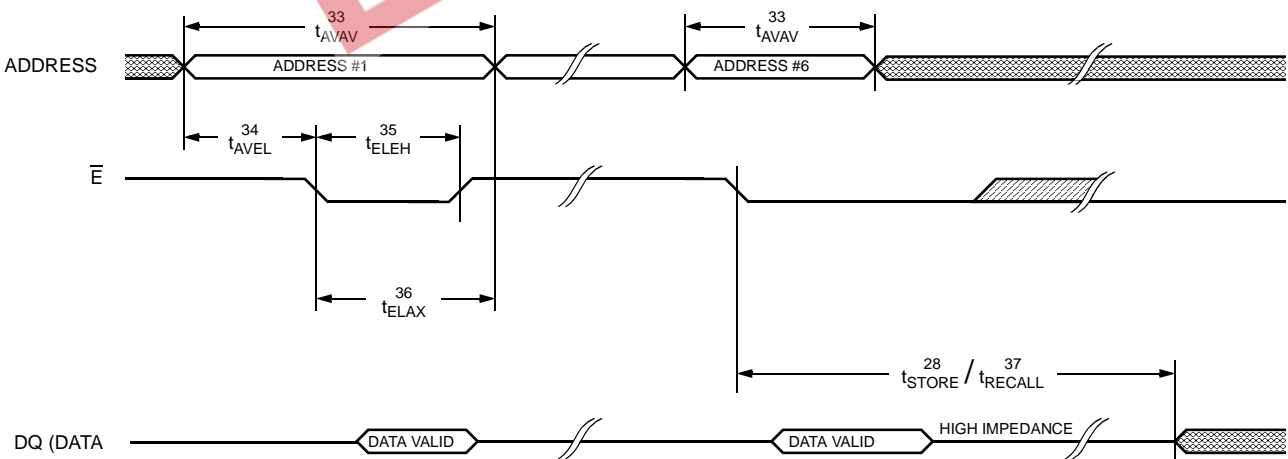 33 33
tAVAV tAVAV
ADDRESS ADDRESS #1 ADDRESS #6
34 35
tAVEL tELEH
E
36
tELAX
28 37
tSTORE / tRECALL
DQ (DATA DATA VALID DATA VALID HIGH IMPEDANCE